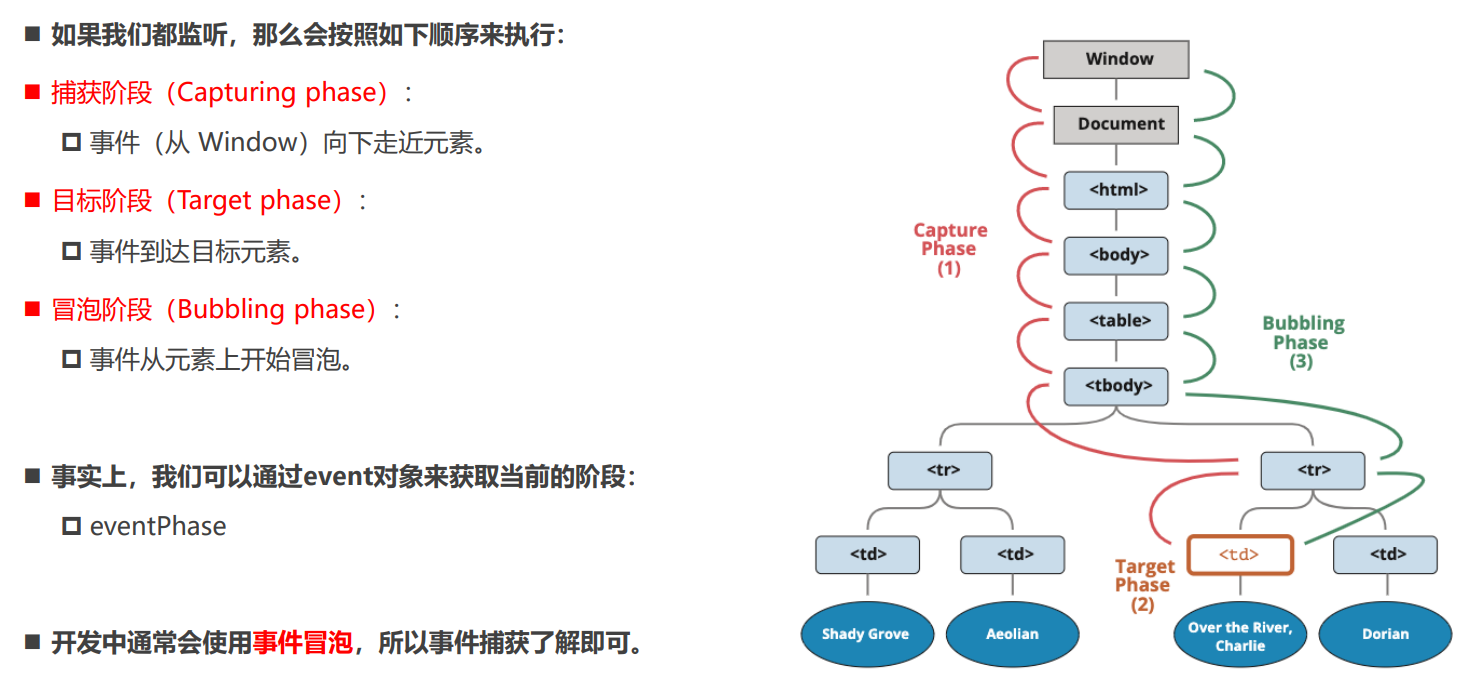 如果我们都监听，那么会按照如下顺序来执行：
捕获阶段（Capturing phase）：
事件（从 Window）向下走近元素。
目标阶段（Target phase）：
事件到达目标元素。
冒泡阶段（Bubbling phase）：
事件从元素上开始冒泡。
事实上，我们可以通过event对象来获取当前的阶段：
eventPhase
开发中通常会使用事件冒泡，所以事件捕获了解即可。
Window
Document
<html>
<body>
<table>
<tbody>
Capture
Phase
(1)
Bubbling
Phase
(3)
<tr>
<tr>
<td>
<td>
<td>
<td>
Target
Phase
(2)
Shady Grove
Aeolian
Over the River,
Charlie
Dorian